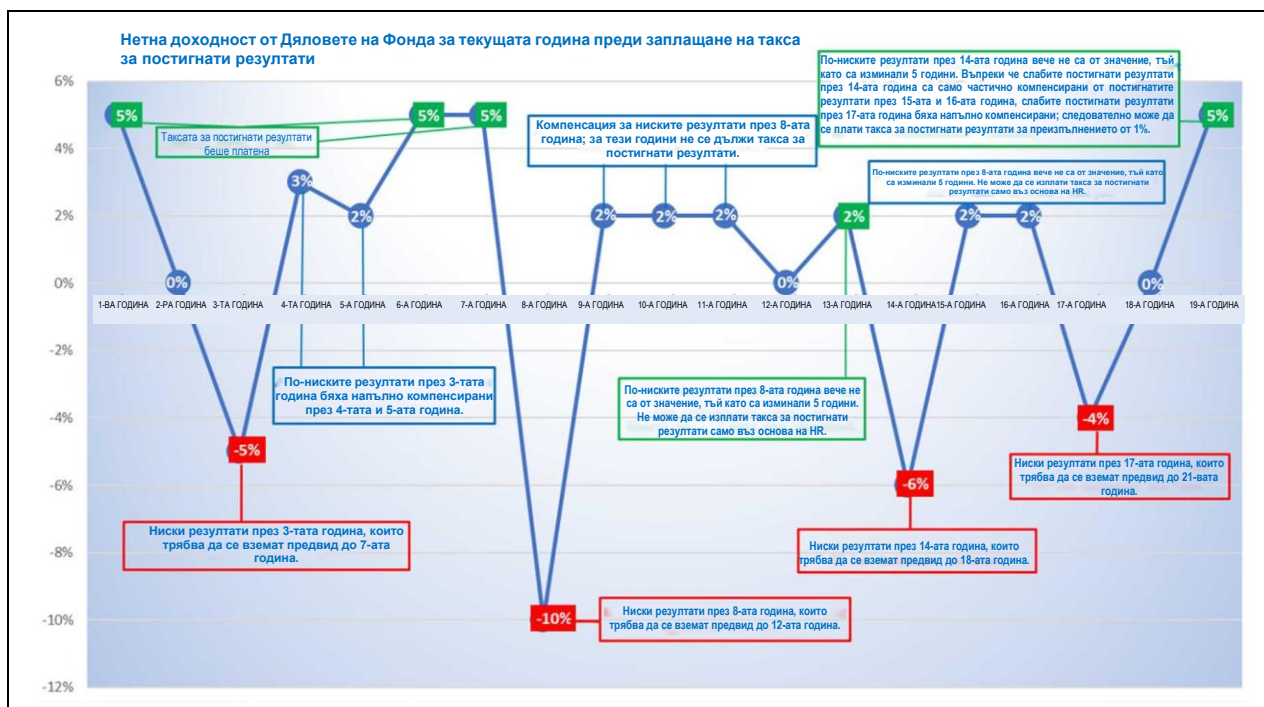 Нетна доходност от Дяловете на Фонда за текущата година преди заплащане на такса
за постигнати резултати
6%
4%
2%
0%
-2%
-4%
-6%
-8%
-10%
-12%
5%
0%
-5%
3%
2%
5%
5%
-10%
2%
2%
2%
0%
2%
-6%
2%
2%
-4%
0%
5%
Таксата за постигнати резултати
беше платена
Компенсация за ниските резултати през 8-ата
година; за тези години не се дължи такса за
постигнати резултати.
По-ниските резултати през 14-ата година вече не са от значение, тъй
като са изминали 5 години. Въпреки че слабите постигнати резултати
през 14-ата година са само частично компенсирани от постигнатите
резултати през 15-ата и 16-ата година, слабите постигнати резултати
през 17-ата година бяха напълно компенсирани; следователно може да
се плати такса за постигнати резултати за преизпълнението от 1%.
По-ниските резултати през 8-ата година вече не са от значение, тъй като
са изминали 5 години. Не може да се изплати такса за постигнати
резултати само въз основа на HR.
1-ВА ГОДИНА
2-РА ГОДИНА
3-ТА ГОДИНА
4-ТА ГОДИНА
5-А ГОДИНА
6-А ГОДИНА
7-А ГОДИНА
8-А ГОДИНА
9-А ГОДИНА
10-А ГОДИНА
11-А ГОДИНА
12-А ГОДИНА
13-А ГОДИНА
14-А ГОДИНА
15-А ГОДИНА
16-А ГОДИНА
17-А ГОДИНА
18-А ГОДИНА
19-А ГОДИНА
По-ниските резултати през 3-тата
година бяха напълно компенсирани
през 4-тата и 5-ата година.
По-ниските резултати през 8-ата година вече не
са от значение, тъй като са изминали 5 години.
Не може да се изплати такса за постигнати
резултати само въз основа на HR.
Ниски резултати през 17-ата година, които
трябва да се вземат предвид до 21-вата
година.
Ниски резултати през 3-тата година, които
трябва да се вземат предвид до 7-ата
година.
Ниски резултати през 14-ата година, които
трябва да се вземат предвид до 18-ата година.
Ниски резултати през 8-ата година, които
трябва да се вземат предвид до 12-ата година.